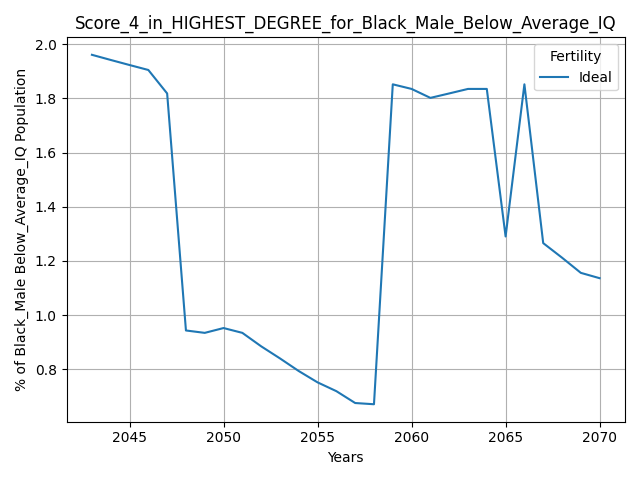 Score_4_in_HIGHEST_DEGREE_for_Black_Male_Below_Average_IQ
Fertility
Ideal
% of Black_Male Below_Average_IQ Population
2.0
1.8
1.6
1.4
1.2
1.0
0.8
2045 2050 2055 2060 2065 2070
Years